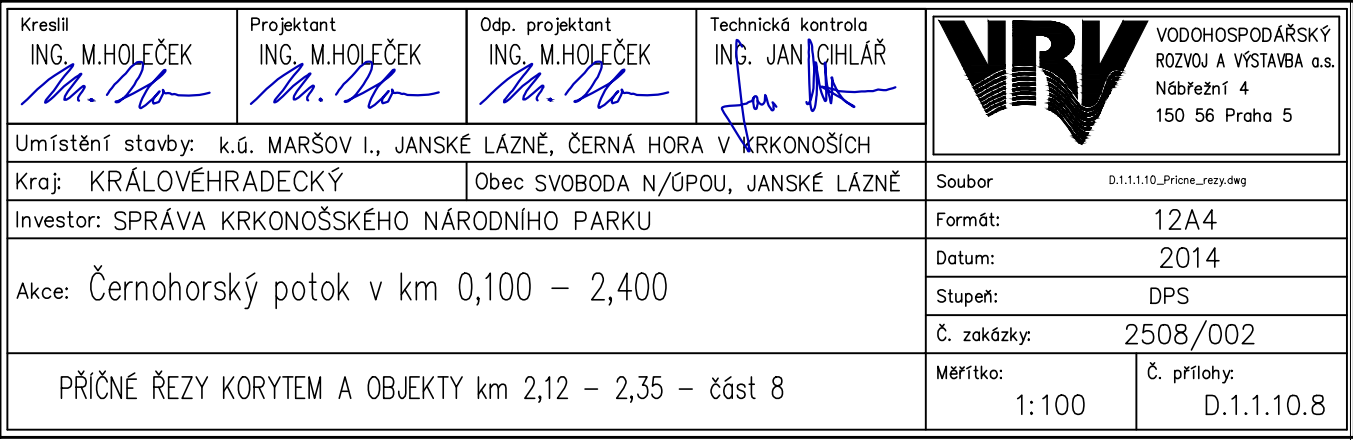 Kreslil
ING. M.HOLEČEK
Projektant
ING. M.HOLEČEK
Odp. projektant
ING. M.HOLEČEK
Technická kontrola
ING. JAN CIHLÁŘ
VRV
VODOHOSPODÁŘSKÝ
ROZVOJ A VÝSTAVBA a.s.
Nábřežní 4
150 56 Praha 5
Umístění stavby: k.ú. MARŠOV I., JANSKÉ LÁZNĚ, ČERNÁ HORA V KRKONOŠÍCH
Kraj: KRÁLOVÉHRADECKÝ
Obec SVOBODA N/ÚPOU, JANSKÉ LÁZNĚ
Soubor D.1.1.1.10_Pricne_rezy.dwg
Investor: SPRÁVA KRKONOŠSKÉHO NÁRODNÍHO PARKU
Formát: 12A4
Akce: Černohorský potok v km 0,100 – 2,400
Datum: 2014
Stupeň: DPS
Č. zakázky: 2508/002
PŘÍČNÉ ŘEZY KORYTEM A OBJEKTY km 2,12 – 2,35 – část 8
Měřítko:
1:100
Č. přílohy:
D.1.1.10.8